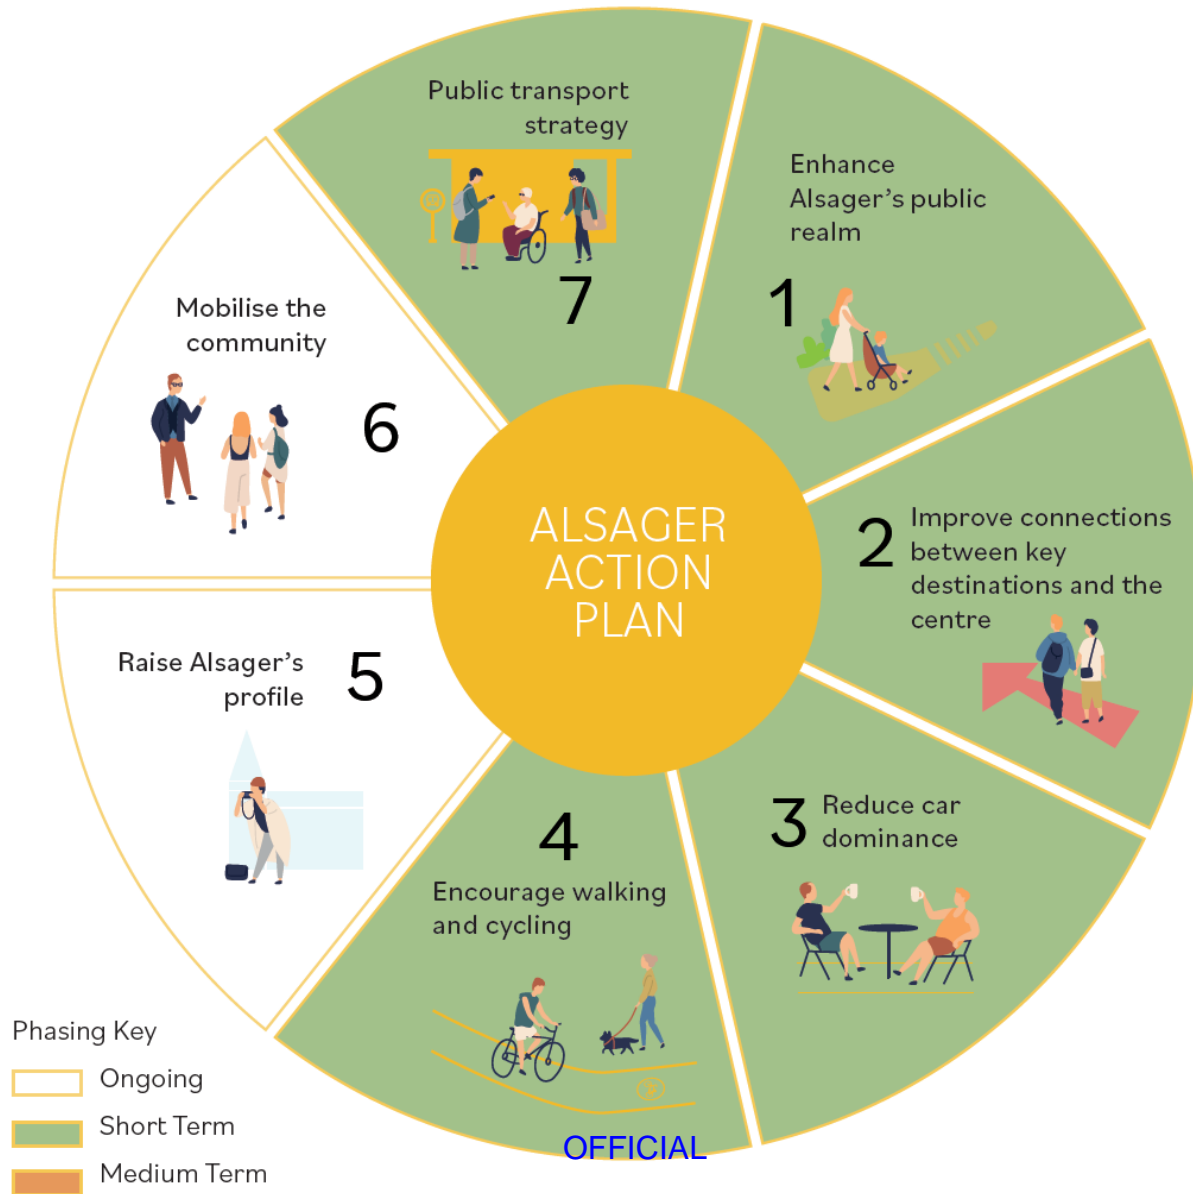 Public transport
strategy
7
Enhance
Alsager's public
realm
1
2
Improve connections
between key
destinations and the
centre
3
Reduce car
dominance
4
Encourage walking
and cycling
Raise Alsager's
profile
5
Mobilise the
community
6
ALSAGER
ACTION
PLAN
Phasing Key
Ongoing
Short Term
Medium Term
OFFICIAL